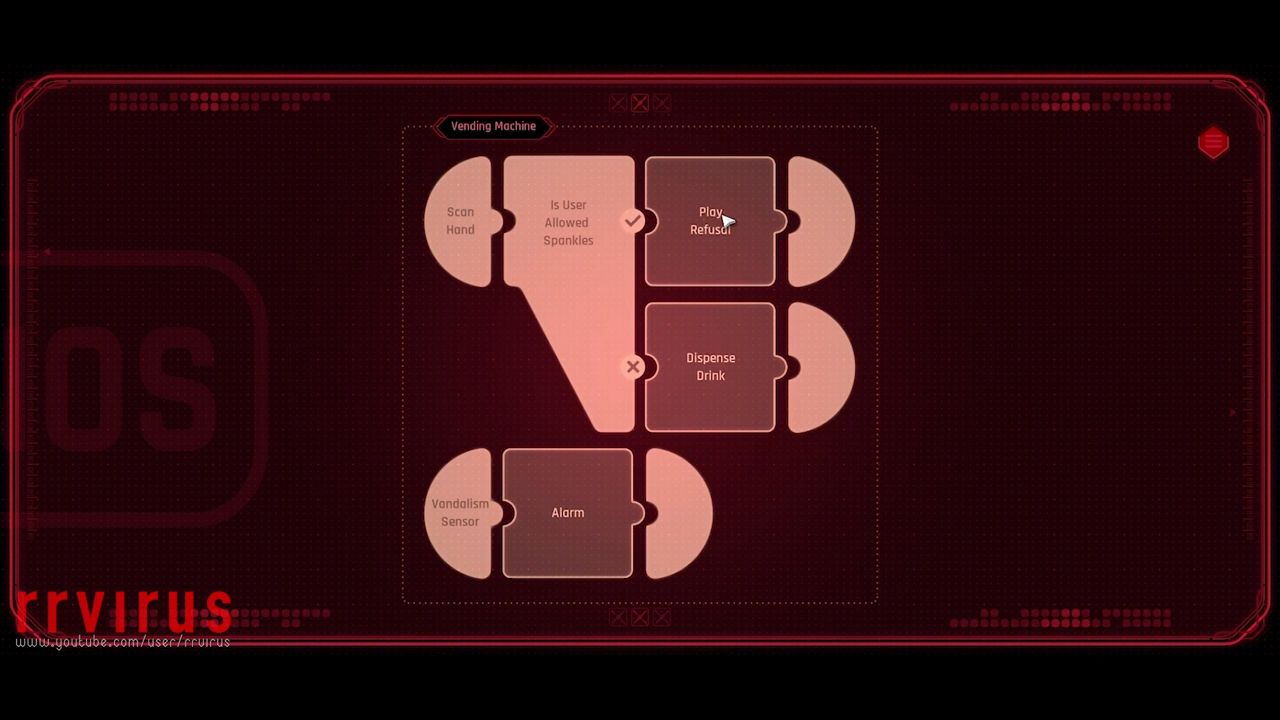 Vending Machine
Scan
Hand
Is User
Allowed
Spankles
Play
Refusal
Dispense
Drink
OS
Vandalism
Sensor
Alarm
rrvirus
www.youtube.com/user/rrvirus